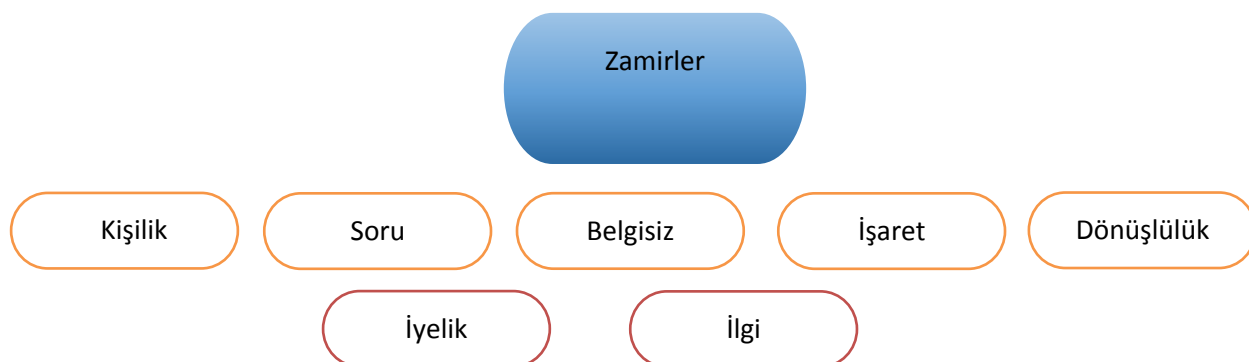 Zamirler
Kişilik
Soru
Belgisiz
İşaret
Dönüşlülük
İyelik
İlgi